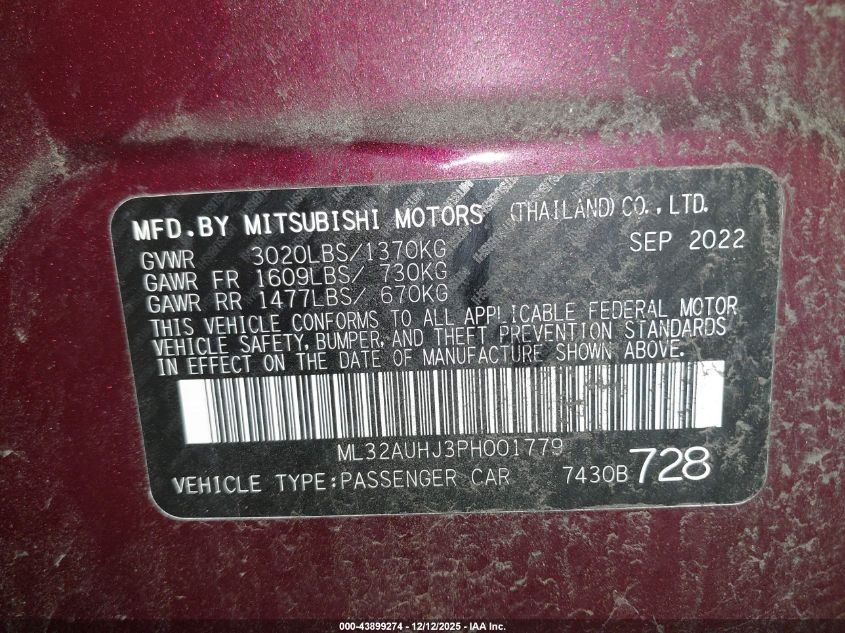 MFD.BY MITSUBISHI MOTORS (THAILAND) CO.,LTD.
GVWR 3020LBS/1370KG SEP 2022
GAWR FR 1609LBS/ 730KG
GAWR RR 1477LBS/ 670KG
THIS VEHICLE CONFORMS TO ALL APPLICABLE FEDERAL MOTOR
VEHICLE SAFETY, BUMPER, AND THEFT PREVENTION STANDARDS
IN EFFECT ON THE DATE OF MANUFACTURE SHOWN ABOVE.
ML32AUHJ3PH001779
VEHICLE TYPE:PASSENGER CAR 7430B 728
000-43899274 - 12/12/2025 - IAA Inc.